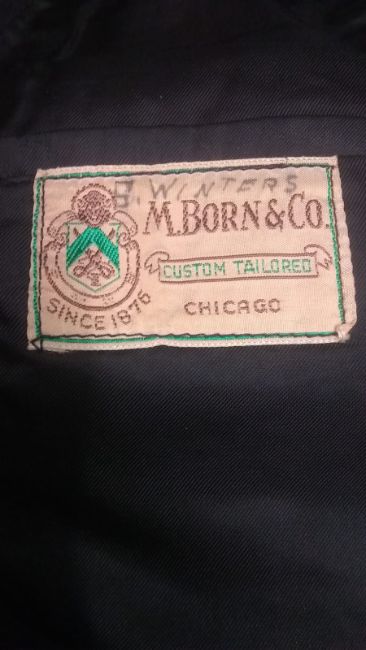 B. WINTERS
M. BORN & CO.
CUSTOM TAILORED
SINCE 1876
CHICAGO